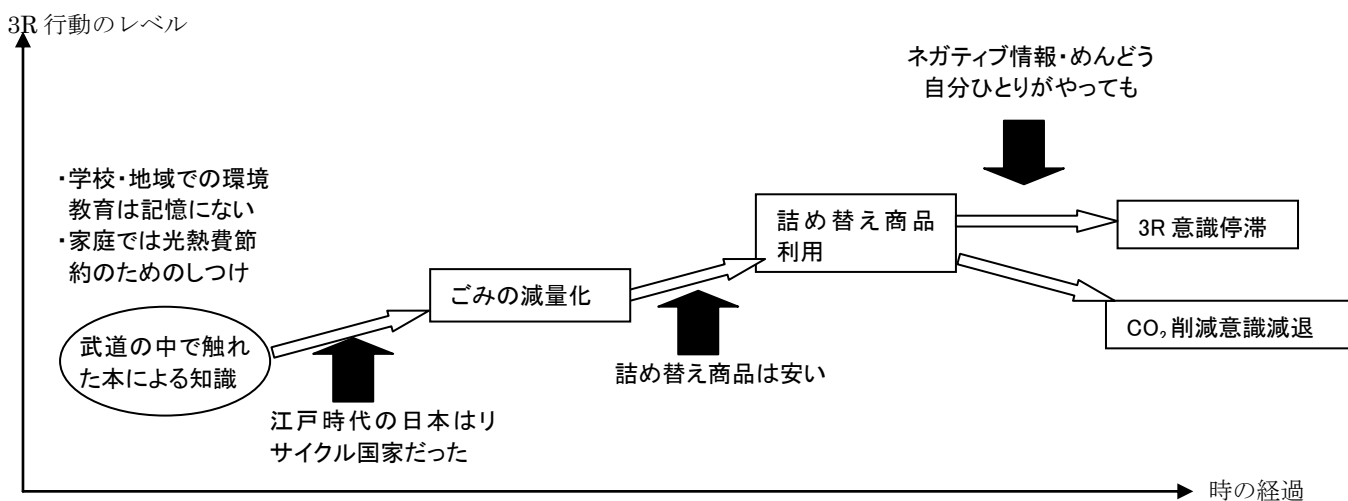 3R 行動のレベル
ネガティブ情報・めんどう
自分ひとりがやっても
・学校・地域での環境
教育は記憶にない
・家庭では光熱費節
約のためのしつけ
詰め替え商品
利用
3R 意識停滞
ごみの減量化
CO₂削減意識減退
武道の中で触れ
た本による知識
詰め替え商品は安い
江戸時代の日本はリ
サイクル国家だった
時の経過